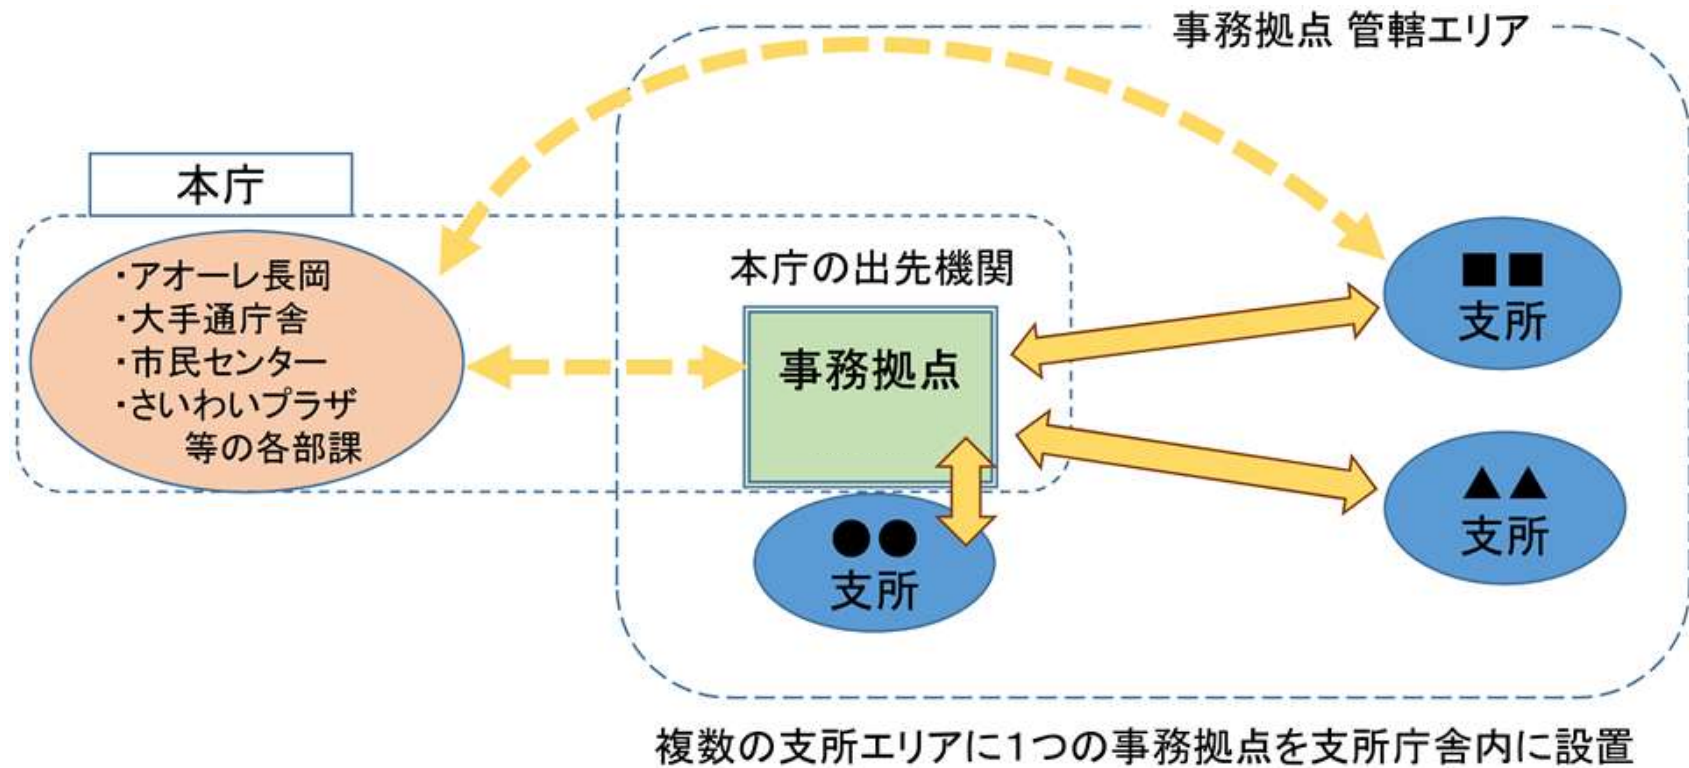 事務拠点 管轄エリア
本庁
・アオーレ長岡
・大手通庁舎
・市民センター
・さいわいプラザ
等の各部課
本庁の出先機関
事務拠点
■■
支所
▲▲
支所
●●
支所
複数の支所エリアに1つの事務拠点を支所庁舎内に設置